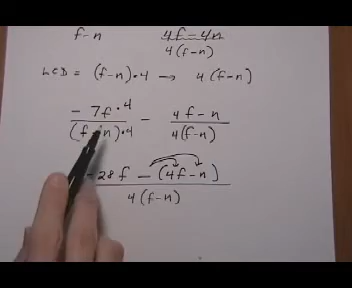 f-n 4f-4n
4(f-n)
LCD = (f-n)·4 → 4(f-n)
-7f·4 - 4f-n
(f-n)·4 4(f-n)
-28f - (4f-n)
4(f-n)